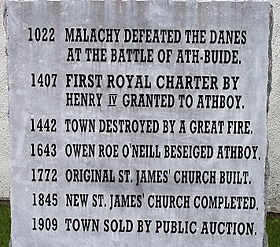 1022 MALACHY DEFEATED THE DANES
AT THE BATTLE OF ATH-BUIDE.
1407 FIRST ROYAL CHARTER BY
HENRY IV GRANTED TO ATHBOY.
1442 TOWN DESTROYED BY A GREAT FIRE.
1643 OWEN ROE O'NEILL BESEIGED ATHBOY.
1772 ORIGINAL ST. JAMES' CHURCH BUILT.
1845 NEW ST. JAMES' CHURCH COMPLETED.
1909 TOWN SOLD BY PUBLIC AUCTION.